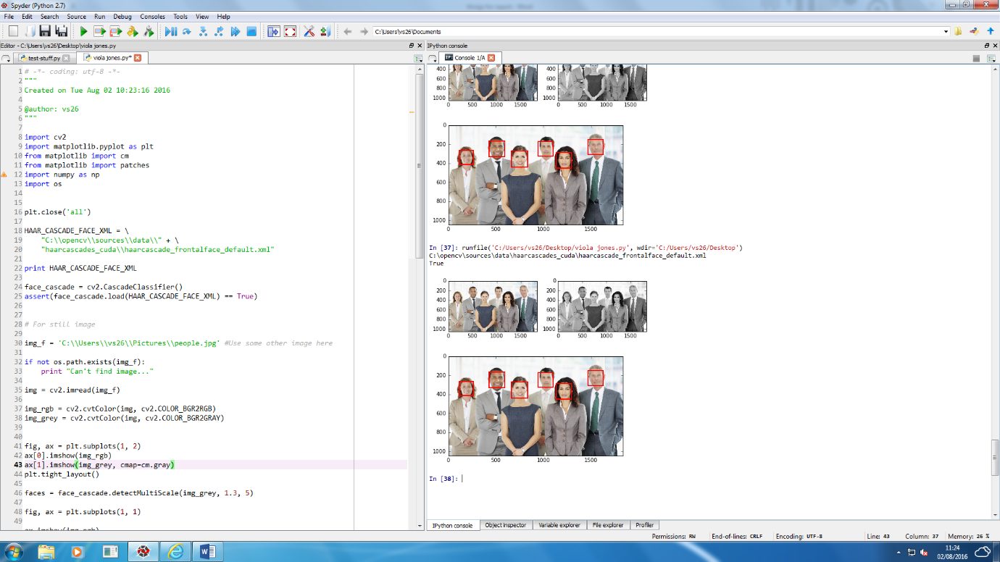 Spyder (Python 2.7)
File Edit Search Source Run Debug Consoles Tools View Help
C:\Users\vs26\Documents
Editor - C:\Users\vs26\Desktop\viola jones.py
test-stuff.py
viola jones.py*
1 # -*- coding: utf-8 -*-
2 """
3 Created on Tue Aug 02 10:23:16 2016
4
5 @author: vs26
6 """
7
8 import cv2
9 import matplotlib.pyplot as plt
10 from matplotlib import cm
11 from matplotlib import patches
12 import numpy as np
13 import os
14
15
16 plt.close('all')
17
18 HAAR_CASCADE_FACE_XML = \
19 "C:\\opencv\\sources\\data\\" + \
20 "haarcascades_cuda\\haarcascade_frontalface_default.xml"
21
22 print HAAR_CASCADE_FACE_XML
23
24 face_cascade = cv2.CascadeClassifier()
25 assert(face_cascade.load(HAAR_CASCADE_FACE_XML) == True)
26
27
28 # For still image
29
30 img_f = 'C:\\Users\\vs26\\Pictures\\people.jpg' #Use some other image here
31
32 if not os.path.exists(img_f):
33 print "Can't find image..."
34
35 img = cv2.imread(img_f)
36
37 img_rgb = cv2.cvtColor(img, cv2.COLOR_BGR2RGB)
38 img_grey = cv2.cvtColor(img, cv2.COLOR_BGR2GRAY)
39
40
41 fig, ax = plt.subplots(1, 2)
42 ax[0].imshow(img_rgb)
43 ax[1].imshow(img_grey, cmap=cm.gray)
44 plt.tight_layout()
45
46 faces = face_cascade.detectMultiScale(img_grey, 1.3, 5)
47
48 fig, ax = plt.subplots(1, 1)
49
IPython console
IP: Console 1/A
400
600
800
1000
0 500 1000 1500
400
600
800
1000
0 500 1000 1500
0
200
400
600
800
1000
0 500 1000 1500
In [37]: runfile('C:/Users/vs26/Desktop/viola jones.py', wdir='C:/Users/vs26/Desktop')
C:\opencv\sources\data\haarcascades_cuda\haarcascade_frontalface_default.xml
True
0
200
400
600
800
1000
0 500 1000 1500
0
200
400
600
800
1000
0 500 1000 1500
0
200
400
600
800
1000
0 500 1000 1500
In [38]:
IPython console Object inspector Variable explorer File explorer Profiler
Permissions: RW End-of-lines: CRLF Encoding: UTF-8 Line: 43 Column: 37 Memory: 26 %
11:24
02/08/2016